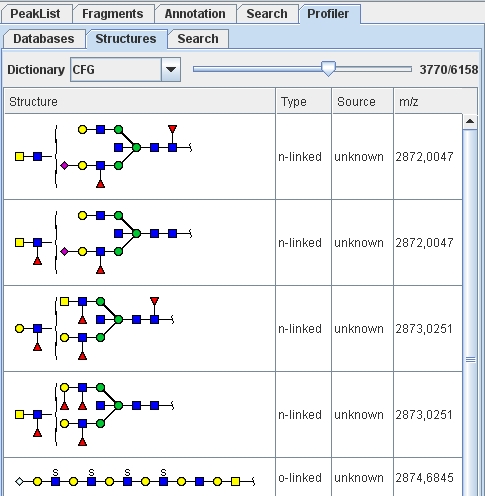 PeakList Fragments Annotation Search Profiler
Databases Structures Search
Dictionary CFG 3770/6158
Structure Type Source m/z
n-linked unknown 2872,0047
n-linked unknown 2872,0047
n-linked unknown 2873,0251
n-linked unknown 2873,0251
S S S S
o-linked unknown 2874,6845